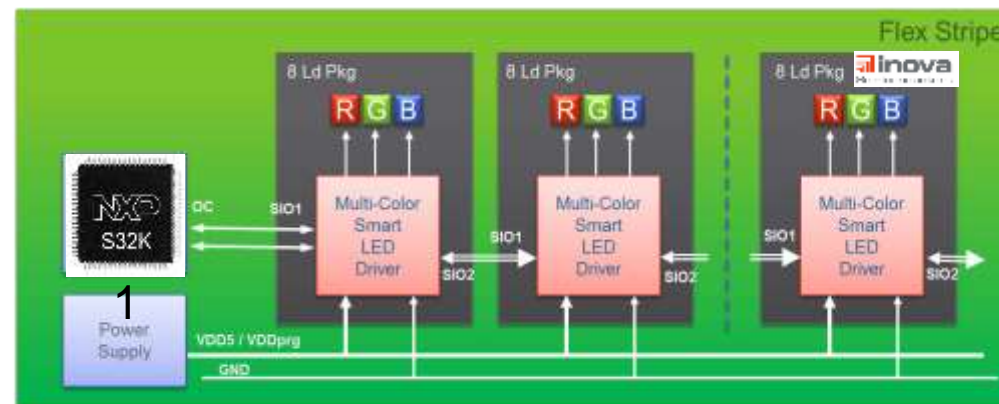 Flex Stripe
8 Ld Pkg
8 Ld Pkg
8 Ld Pkg
inova
R G B
R G B
R G B
NXP
S32K
OC
SIO1
Multi-Color
Smart
LED
Driver
SIO2
SIO1
Multi-Color
Smart
LED
Driver
SIO2
SIO1
Multi-Color
Smart
LED
Driver
SIO2
1
Power
Supply
VDD5 / VDDprg
GND